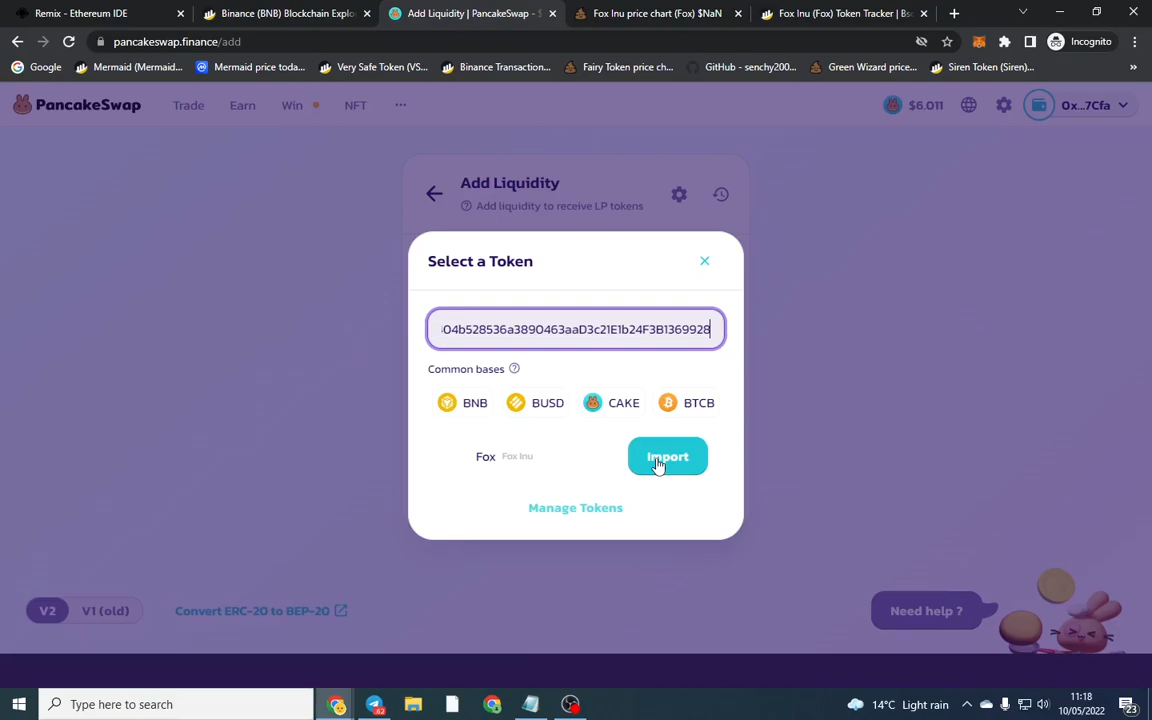 Remix - Ethereum IDE
Binance (BNB) Blockchain Explo
Add Liquidity | PancakeSwap - $
Fox Inu price chart (Fox) $NaN
Fox Inu (Fox) Token Tracker | Bsc
pancakeswap.finance/add
Incognito
Google
Mermaid (Mermaid...
Mermaid price toda...
Very Safe Token (VS...
Binance Transaction...
Fairy Token price ch...
GitHub - senchy200...
Green Wizard price...
Siren Token (Siren)...
»
PancakeSwap
Trade
Earn
Win
NFT
$6.011
0x...7Cfa
Add Liquidity
Add liquidity to receive LP tokens
Select a Token
04b528536a3890463aaD3c21E1b24F3B1369928
Common bases
BNB
BUSD
CAKE
BTCB
Fox Fox Inu
Import
Manage Tokens
V2
V1 (old)
Convert ERC-20 to BEP-20
Need help ?
Type here to search
62
14°C Light rain
11:18
10/05/2022
23